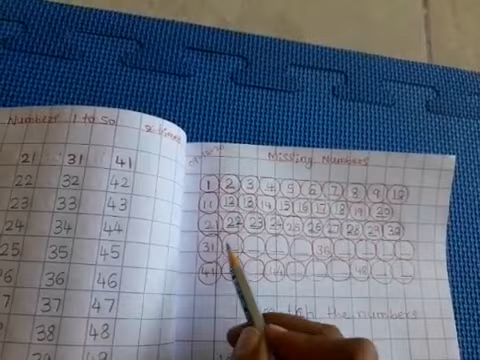 Numbers 1 to 50
21 31 41
22 32 42
23 33 43
24 34 44
25 35 45
36 46
37 47
38 48
Missing Numbers
1 2 3 4 5 6 7 8 9 10
11 12 13 14 15 16 17 18 19 20
21 22 23 24 25 26 27 28 29 30
31 _ _ _ _ 36 _ _ _ _
41 _ _ 44 _ _ _ 48 _ _
the numbers